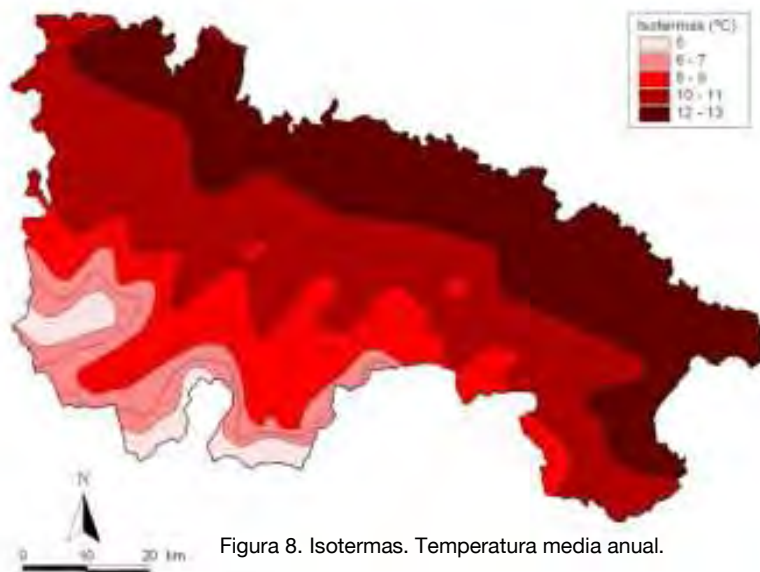 Isotermas (ºC)
6
6 - 7
8 - 9
10 - 11
12 - 13
N
0 10 20 km
Figura 8. Isotermas. Temperatura media anual.